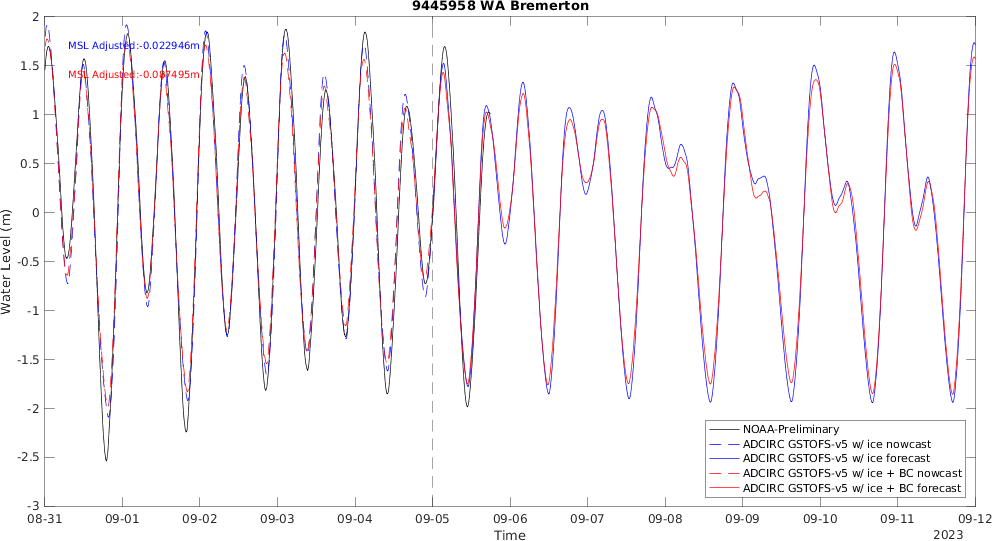 9445958 WA Bremerton
MSL Adjusted:-0.022946m
MSL Adjusted:-0.087495m
Water Level (m)
2
1.5
1
0.5
0
-0.5
-1
-1.5
-2
-2.5
-3
NOAA-Preliminary
ADCIRC GSTOFS-v5 w/ ice nowcast
ADCIRC GSTOFS-v5 w/ ice forecast
ADCIRC GSTOFS-v5 w/ ice + BC nowcast
ADCIRC GSTOFS-v5 w/ ice + BC forecast
08-31 09-01 09-02 09-03 09-04 09-05 09-06 09-07 09-08 09-09 09-10 09-11 09-12
Time
2023